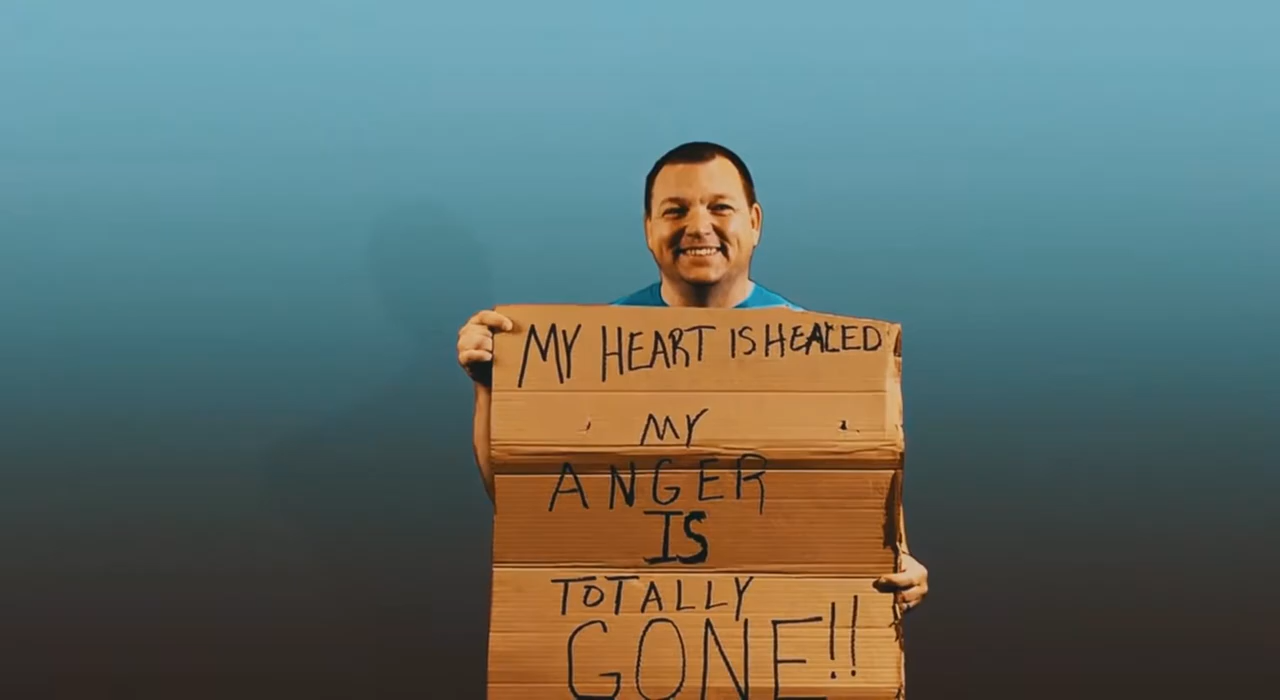 MY HEART IS HEALED
MY
ANGER
IS
TOTALLY
GONE!!